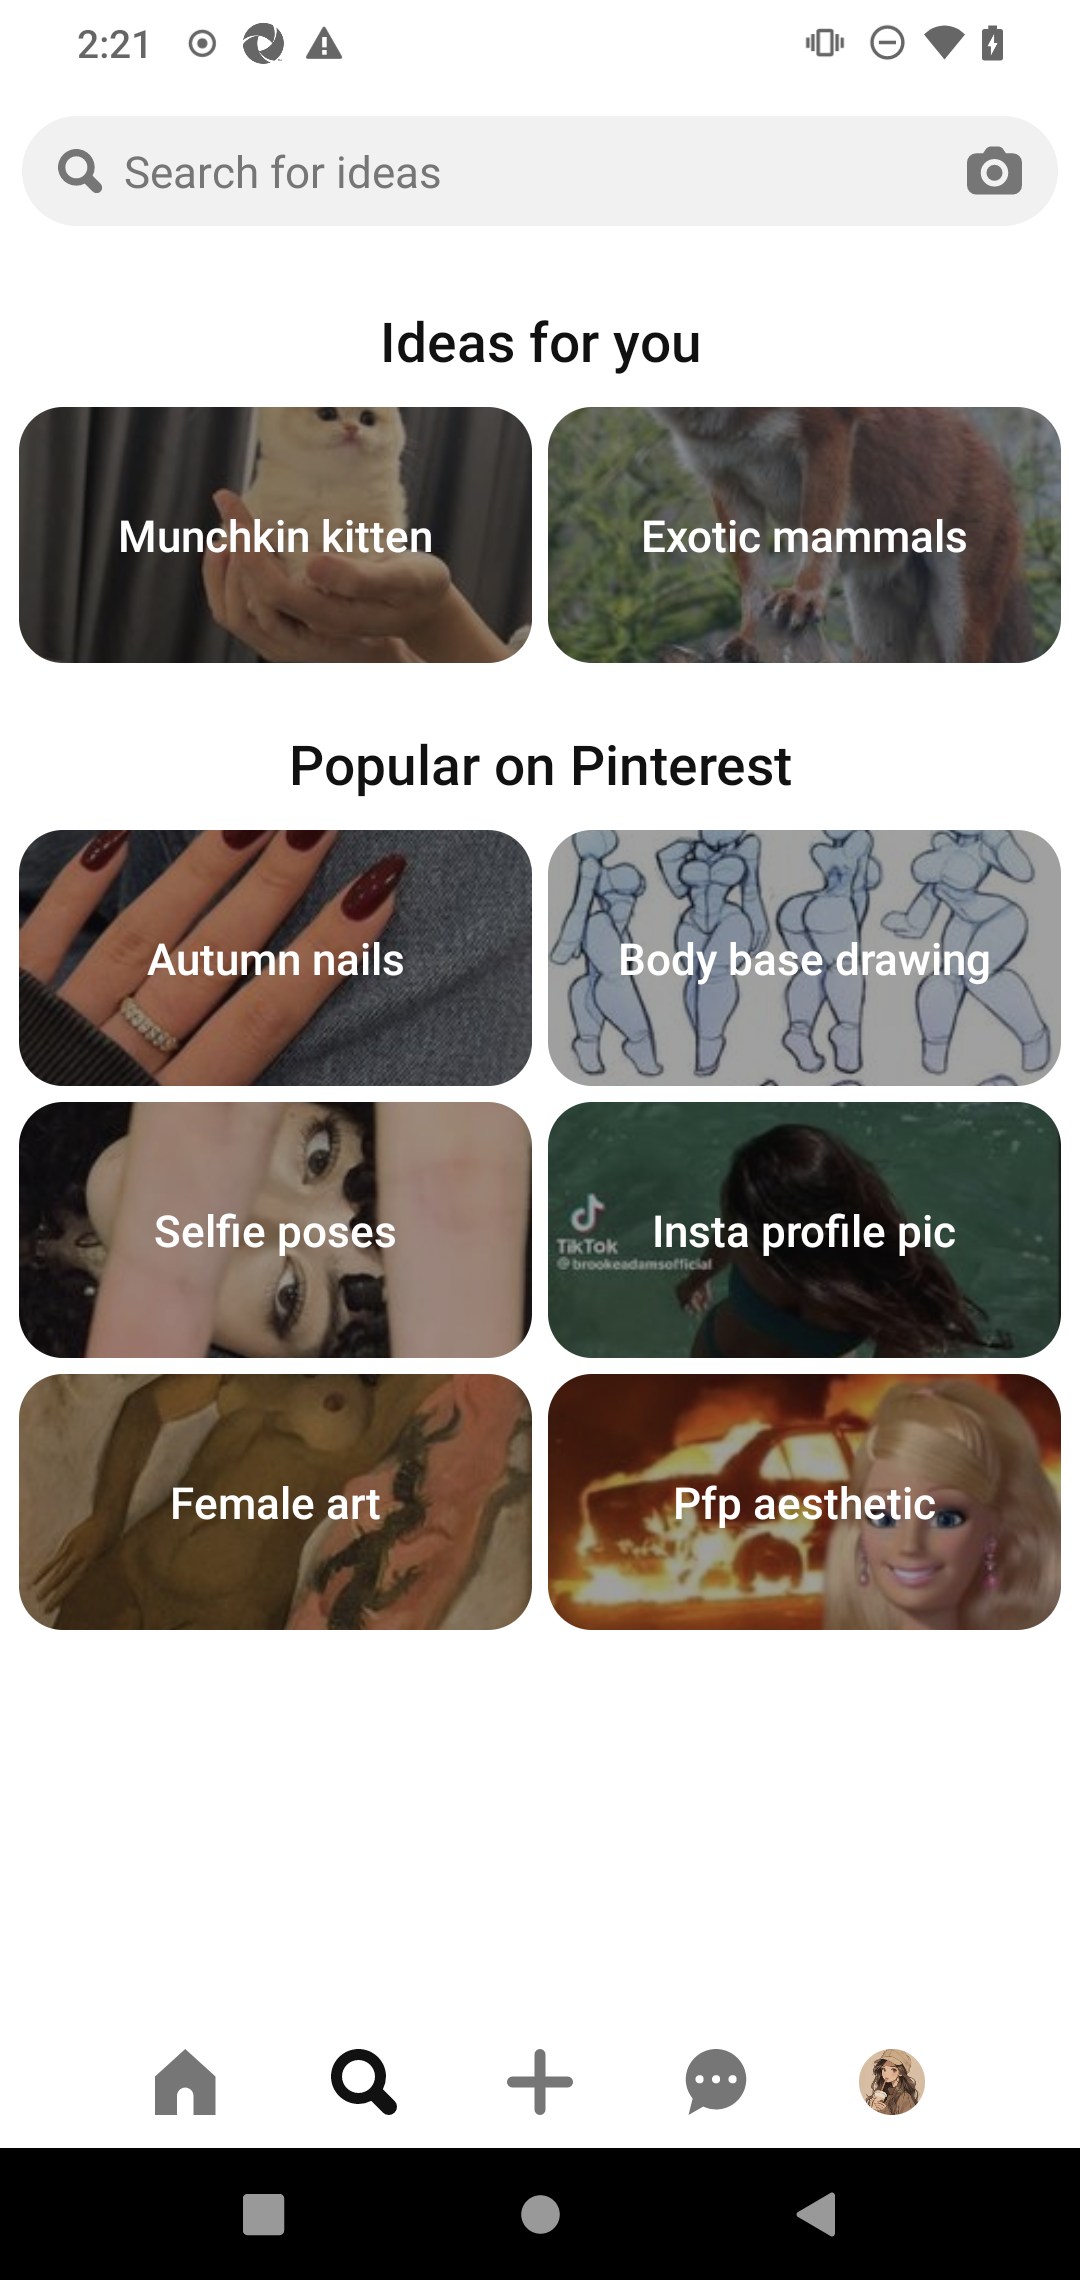 2:21
Search for ideas
Ideas for you
Munchkin kitten
Exotic mammals
Popular on Pinterest
Autumn nails
Body base drawing
Selfie poses
Insta profile pic
TikTok
@brookeadamsofficial
Female art
Pfp aesthetic